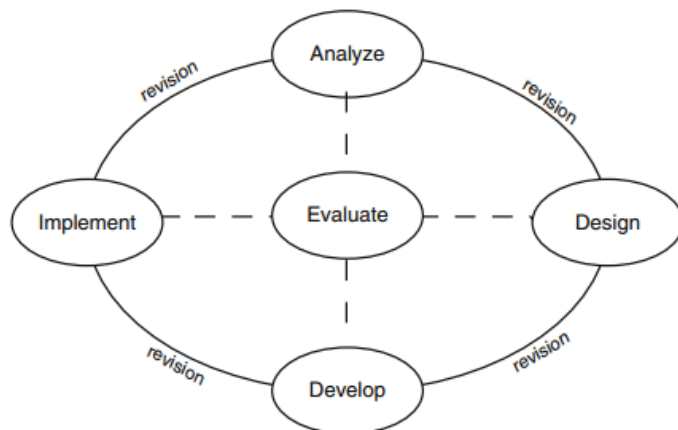 Analyze
revision
revision
Implement
Evaluate
Design
revision
revision
Develop